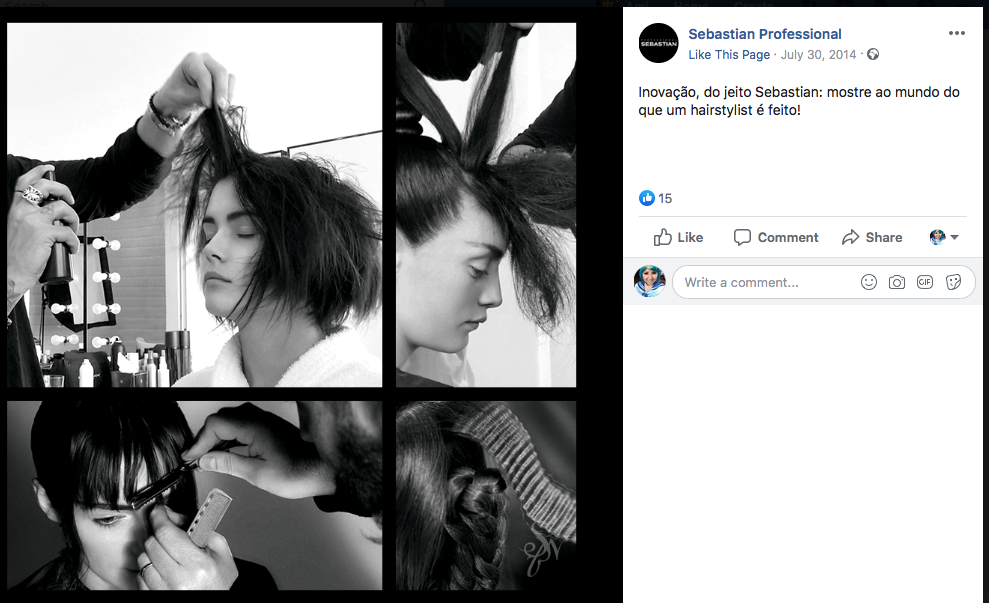 SEBASTIAN
Sebastian Professional
Like This Page · July 30, 2014 ·
Inovação, do jeito Sebastian: mostre ao mundo do
que um hairstylist é feito!
15
Like Comment Share
Write a comment...
GIF